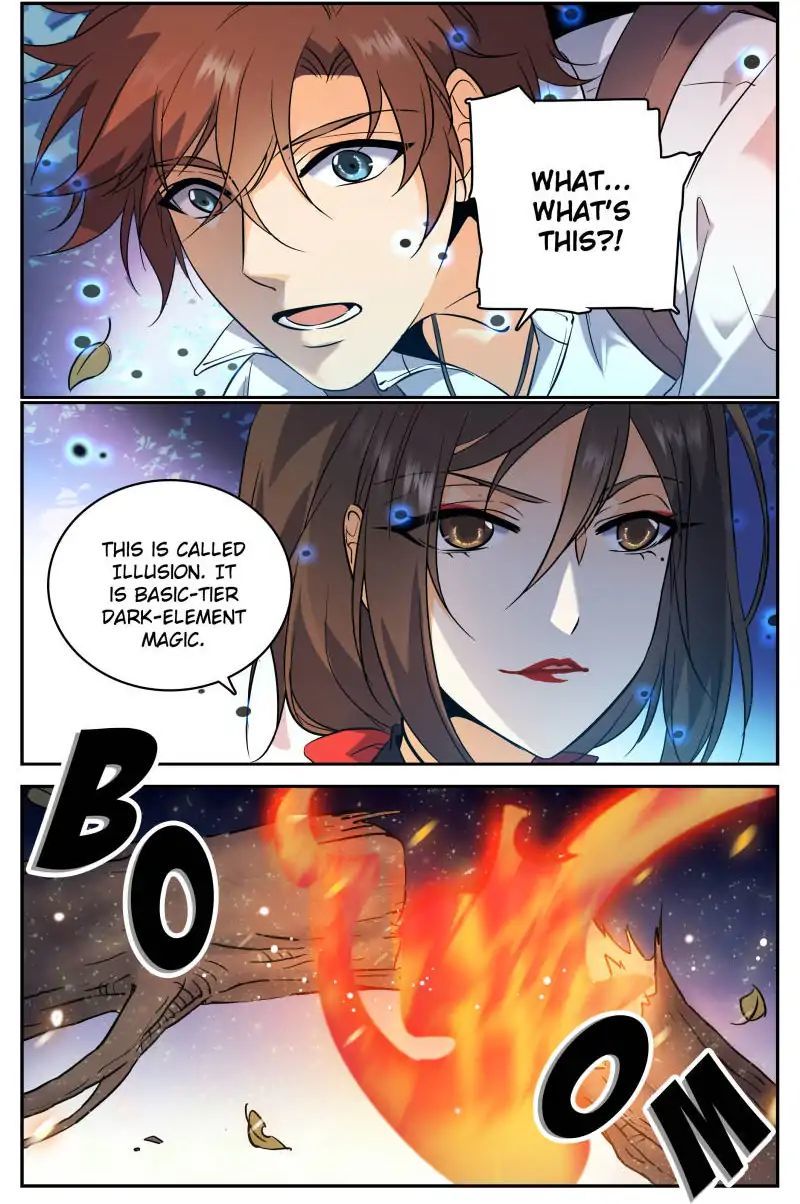 WHAT...
WHAT'S
THIS?!
THIS IS CALLED
ILLUSION. IT
IS BASIC-TIER
DARK-ELEMENT
MAGIC.
BOOM